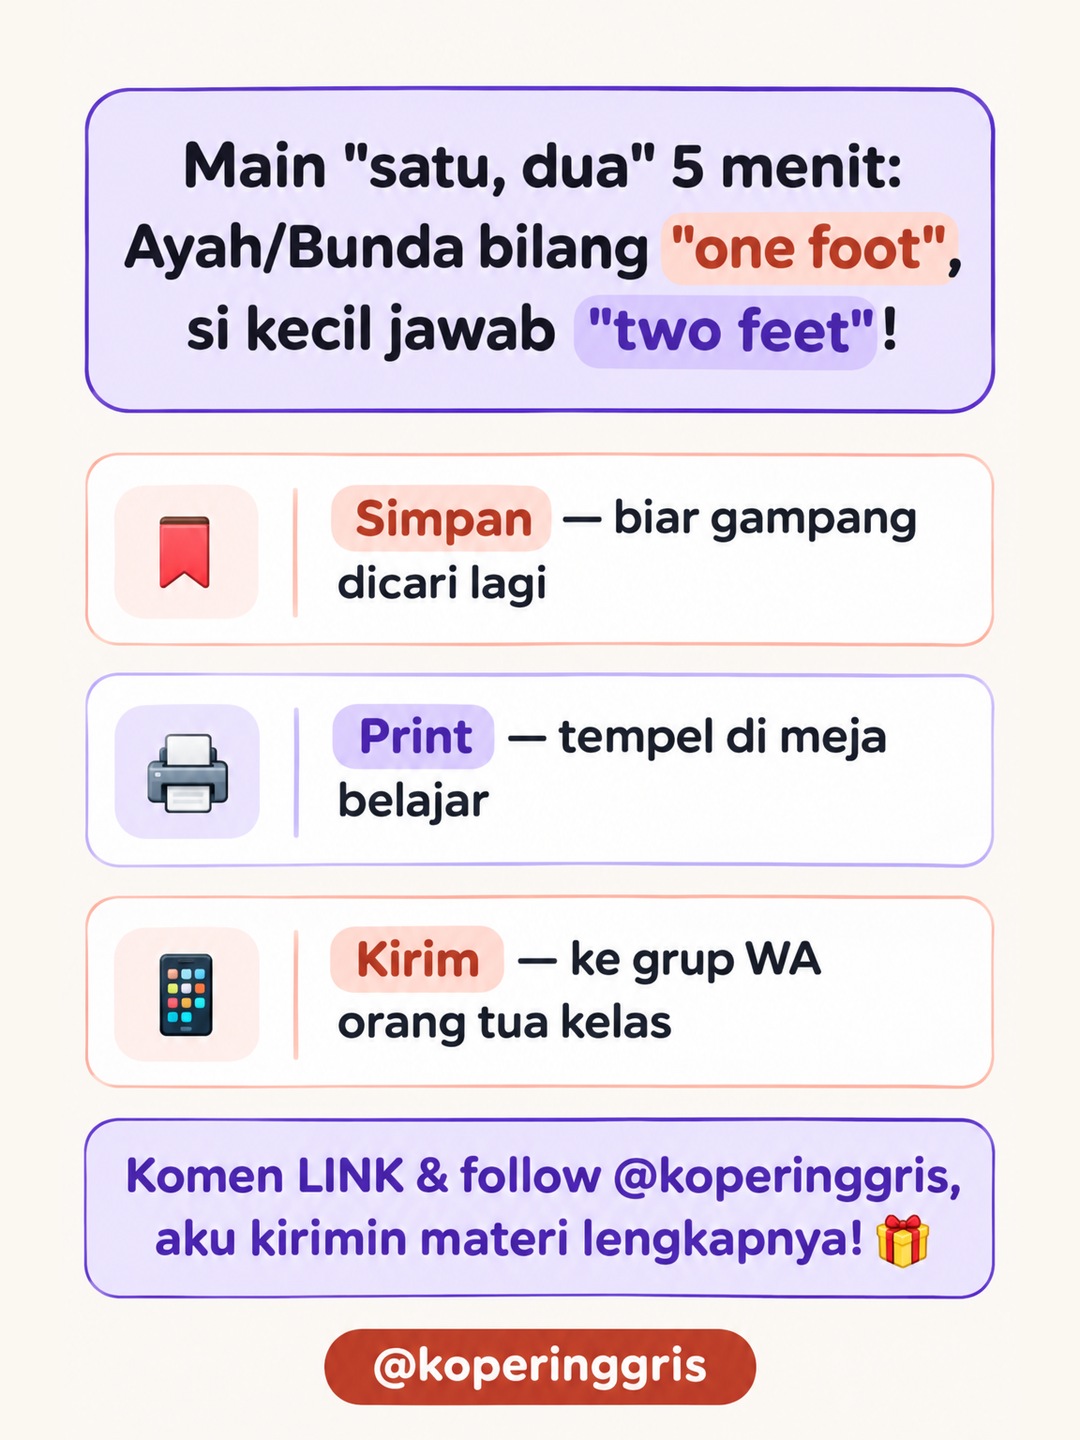 Main "satu, dua" 5 menit:
Ayah/Bunda bilang "one foot",
si kecil jawab "two feet"!
Simpan — biar gampang
dicari lagi
Print — tempel di meja
belajar
Kirim — ke grup WA
orang tua kelas
Komen LINK & follow @koperinggris,
aku kirimin materi lengkapnya! 🎁
@koperinggris